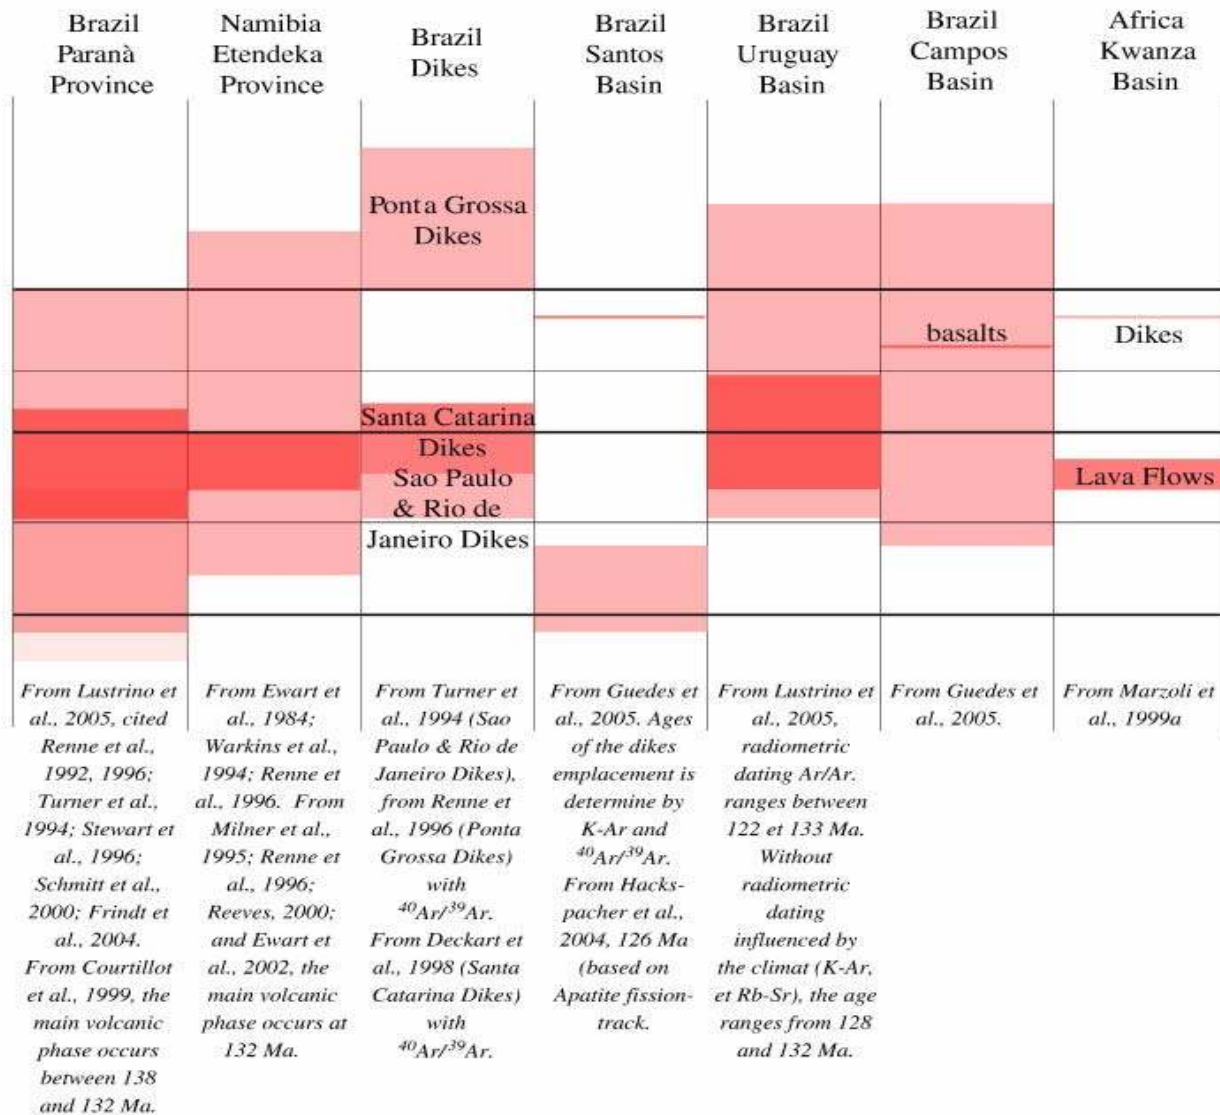 Brazil
Paranà
Province
Namibia
Etendeka
Province
Brazil
Dikes
Brazil
Santos
Basin
Brazil
Uruguay
Basin
Brazil
Campos
Basin
Africa
Kwanza
Basin
Ponta Grossa
Dikes
basalts
Dikes
Santa Catarina
Dikes
Sao Paulo
& Rio de
Janeiro Dikes
Lava Flows
From Lustrino et
al., 2005, cited
Renne et al.,
1992, 1996;
Turner et al.,
1994; Stewart et
al., 1996;
Schmitt et al.,
2000; Frindt et
al., 2004.
From Courtillot
et al., 1999, the
main volcanic
phase occurs
between 138
and 132 Ma.
From Ewart et
al., 1984;
Warkins et al.,
1994; Renne et
al., 1996. From
Milner et al.,
1995; Renne et
al., 1996;
Reeves, 2000;
and Ewart et
al., 2002, the
main volcanic
phase occurs at
132 Ma.
From Turner et
al., 1994 (Sao
Paulo & Rio de
Janeiro Dikes),
from Renne et
al., 1996 (Ponta
Grossa Dikes)
with
⁴⁰Ar/³⁹Ar.
From Deckart et
al., 1998 (Santa
Catarina Dikes)
with
⁴⁰Ar/³⁹Ar.
From Guedes et
al., 2005. Ages
of the dikes
emplacement is
determine by
K-Ar and
⁴⁰Ar/³⁹Ar.
From Hacks-
pacher et al.,
2004, 126 Ma
(based on
Apatite fission-
track.
From Lustrino et
al., 2005,
radiometric
dating Ar/Ar.
ranges between
122 et 133 Ma.
Without
radiometric
dating
influenced by
the climat (K-Ar,
et Rb-Sr), the age
ranges from 128
and 132 Ma.
From Guedes et
al., 2005.
From Marzoli et
al., 1999a